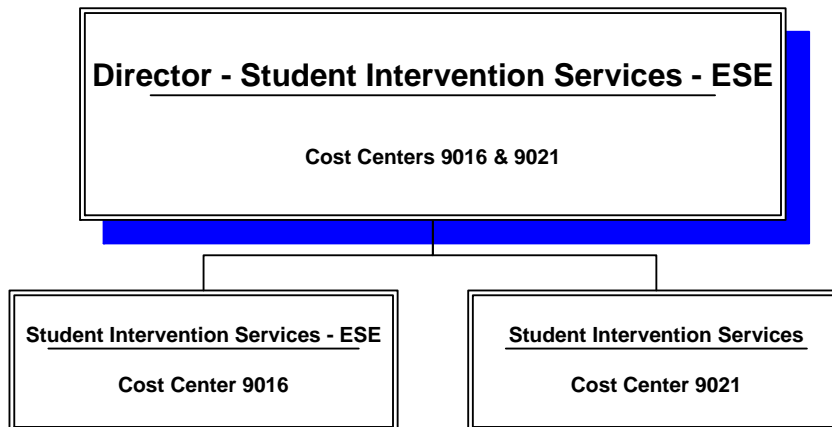 Director - Student Intervention Services - ESE
Cost Centers 9016 & 9021
Student Intervention Services - ESE
Cost Center 9016
Student Intervention Services
Cost Center 9021